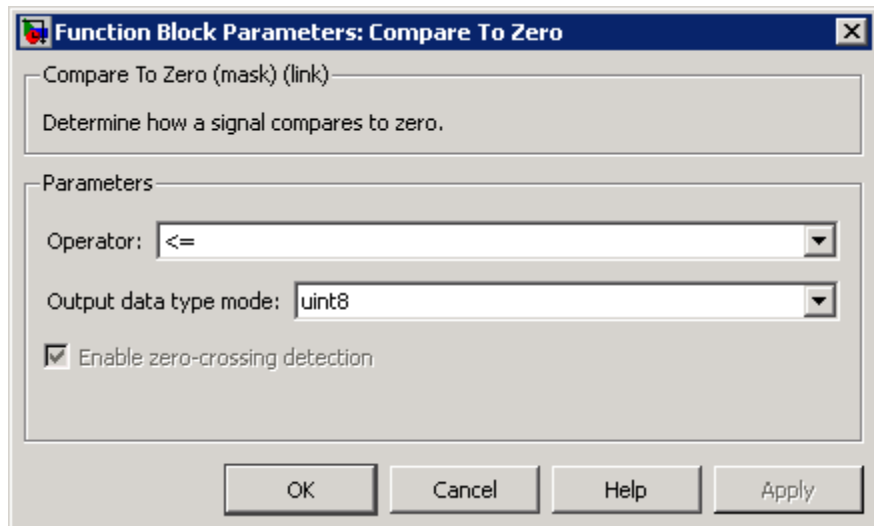 Function Block Parameters: Compare To Zero
Compare To Zero (mask) (link)
Determine how a signal compares to zero.
Parameters
Operator: <=
Output data type mode: uint8
Enable zero-crossing detection
OK Cancel Help Apply